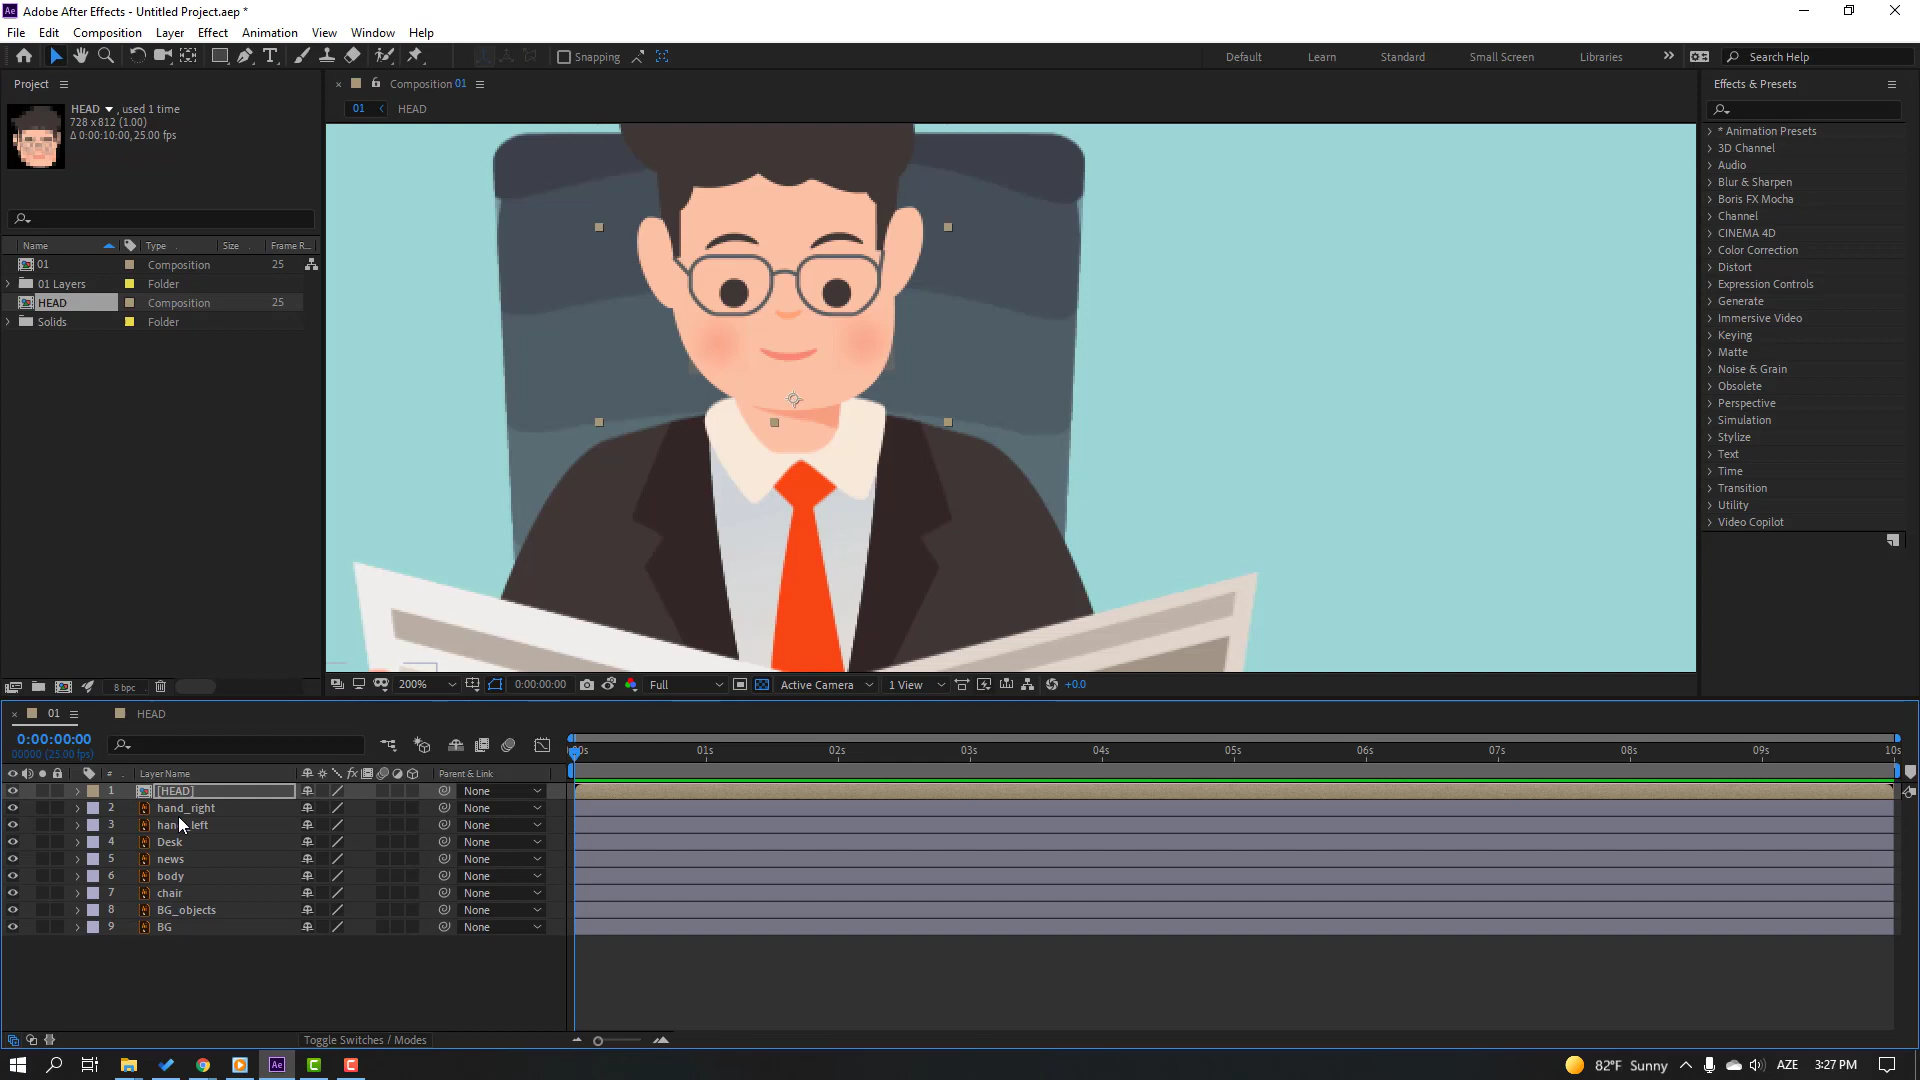 Adobe After Effects - Untitled Project.aep *
File Edit Composition Layer Effect Animation View Window Help
Snapping Default Learn Standard Small Screen Libraries Search Help
Project
HEAD , used 1 time
728 x 812 (1.00)
Δ 0:00:10:00, 25.00 fps
Name Type Size Frame R...
01 Composition 25
01 Layers Folder
HEAD Composition 25
Solids Folder
8 bpc
Composition 01
01 HEAD
200% 0:00:00:00 Full Active Camera 1 View +0.0
Effects & Presets
* Animation Presets
3D Channel
Audio
Blur & Sharpen
Boris FX Mocha
Channel
CINEMA 4D
Color Correction
Distort
Expression Controls
Generate
Immersive Video
Keying
Matte
Noise & Grain
Obsolete
Perspective
Simulation
Stylize
Text
Time
Transition
Utility
Video Copilot
01 HEAD
0:00:00:00
00000 (25.00 fps)
# Layer Name Parent & Link
01s 02s 03s 04s 05s 06s 07s 08s 09s 10s
1 [HEAD] None
2 hand_right None
3 None
4 Desk None
5 news None
6 body None
7 chair None
8 BG_objects None
9 BG None
Toggle Switches / Modes
82°F Sunny AZE 3:27 PM